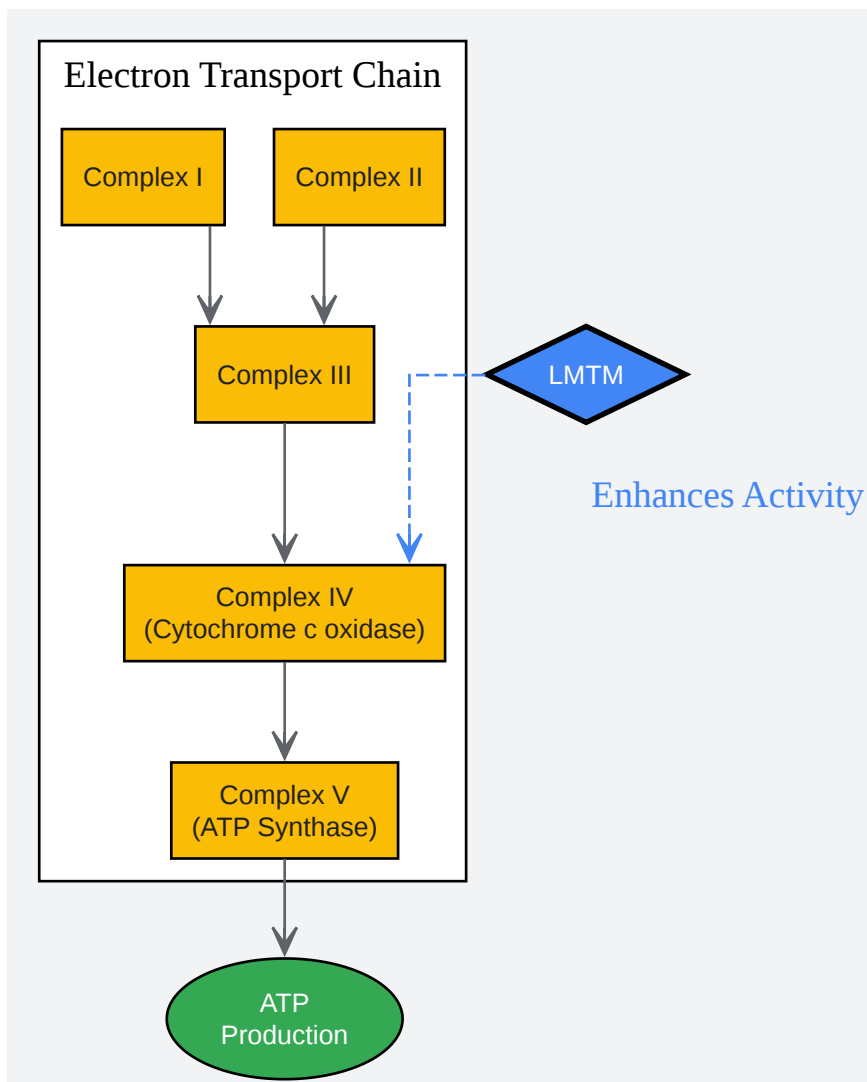 Electron Transport Chain
Complex I
Complex II
Complex III
LMTM
Enhances Activity
Complex IV
(Cytochrome c oxidase)
Complex V
(ATP Synthase)
ATP
Production